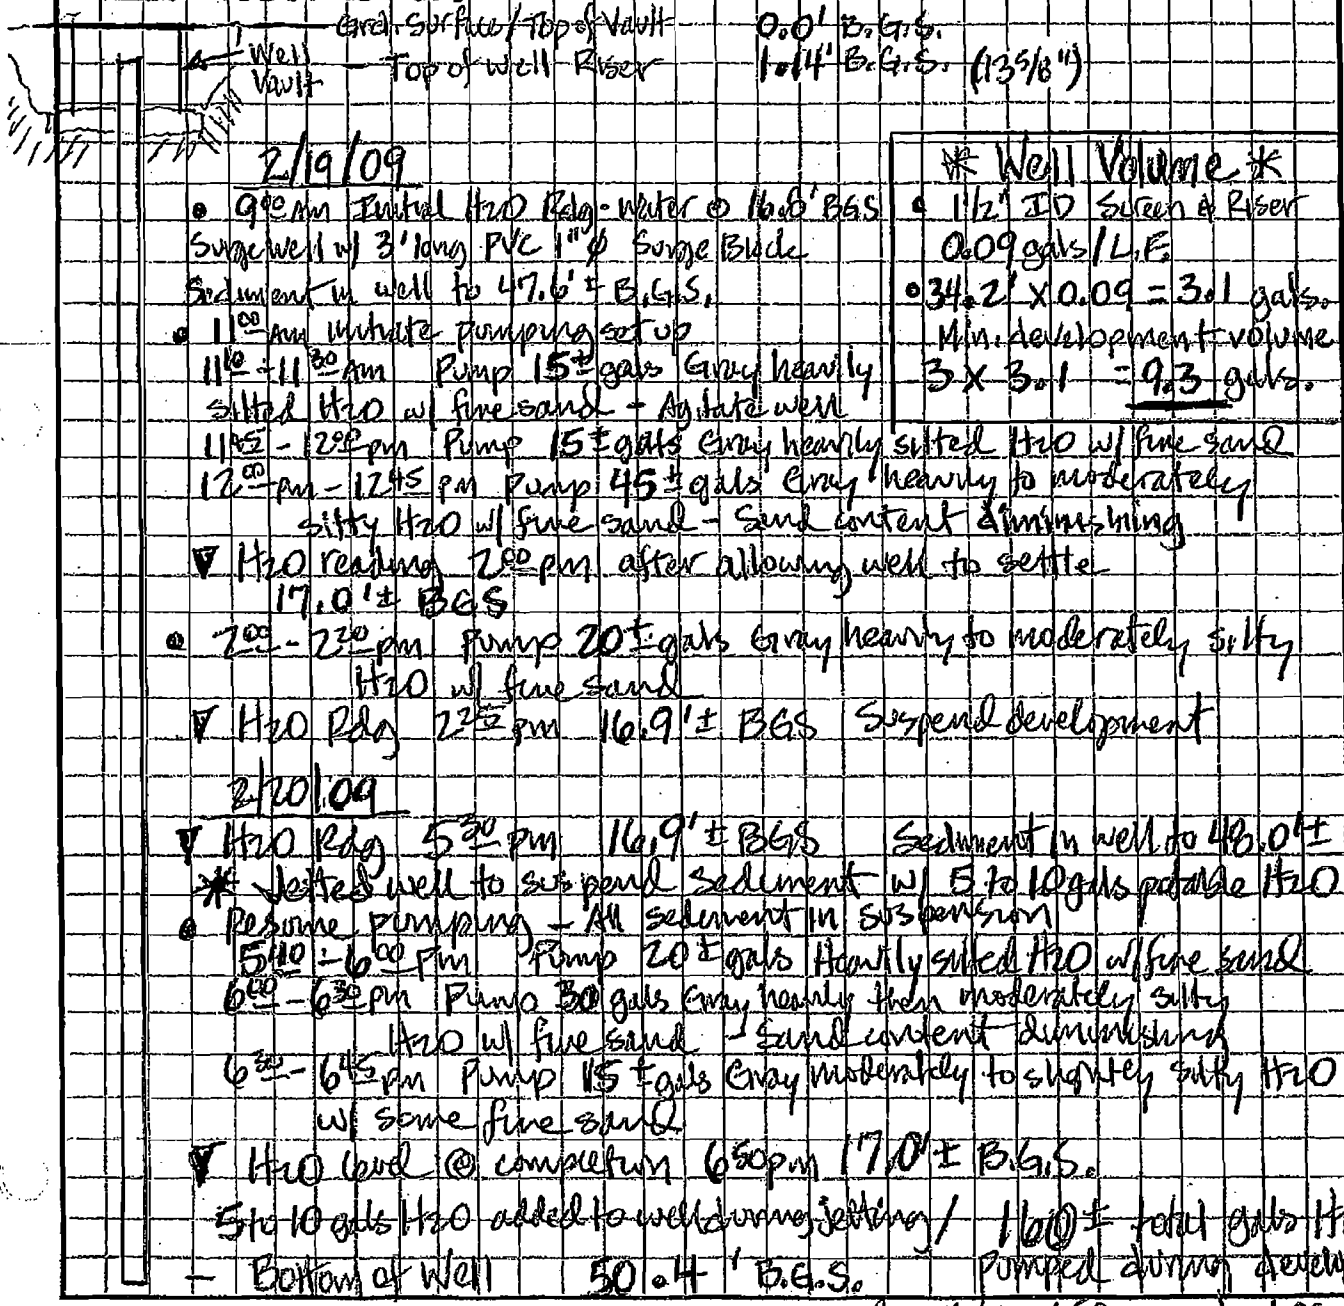 Grd. Surface/Top of Vault 0.0' B.G.S.
Well Vault
- Top of Well Riser 1.14' B.G.S. (13 5/8")
2/19/09
• 9:00 AM Initial H2O Rdg - Water @ 16.8' BGS
Surge well w/ 3' long PVC 1" ø Surge Block
Sediment in well to 47.6' ± B.G.S.
• 11:00 AM initiate pumping set up
11:10 - 11:30 AM Pump 15± gals Gray heavily
silted H2O w/ fine sand - Agitate well
* Well Volume *
• 1 1/2" ID Screen & Riser
0.09 gals/L.F.
• 34.2' x 0.09 = 3.1 gals.
Min. development volume
3 x 3.1 = 9.3 gals.
11:45 - 12:00 pm Pump 15± gals Gray heavily silted H2O w/ fine sand
12:00 pm - 12:45 pm Pump 45± gals Gray heavily to moderately
silty H2O w/ fine sand - Sand content diminishing
▼ H2O reading 2:00 pm after allowing well to settle
17.0'± BGS
• 2:00 - 2:20 pm Pump 20± gals Gray heavy to moderately silty
H2O w/ fine sand
▼ H2O Rdg pm 16.9'± BGS Suspend development
2/20/09
▼ H2O Rdg 5:30 pm 16.9'± BGS Sediment in well to 48.0'±
* Jetted well to suspend sediment w/ 5 to 10 gals potable H2O
• Resume pumping - All sediment in suspension
5:40 - 6:00 pm Pump 20± gals Heavily silted H2O w/ fine sand
6:00 - 6:30 pm Pump 30 gals Gray heavily then moderately silty
H2O w/ fine sand - Sand content diminishing
6:30 - 6:45 pm Pump 15± gals Gray moderately to slightly silty H2O
w/ some fine sand
▼ H2O level @ completion 6:50 pm 17.0'± B.G.S.
5 to 10 gals H2O added to well during jetting / 160± total gals
Pumped during
- Bottom of Well 50.4' B.G.S.